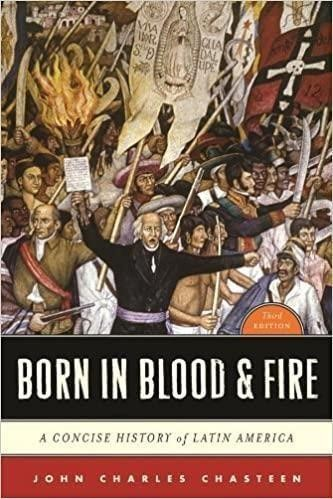 Third
EDITION
BORN IN BLOOD & FIRE
A CONCISE HISTORY of LATIN AMERICA
JOHN CHARLES CHASTEEN